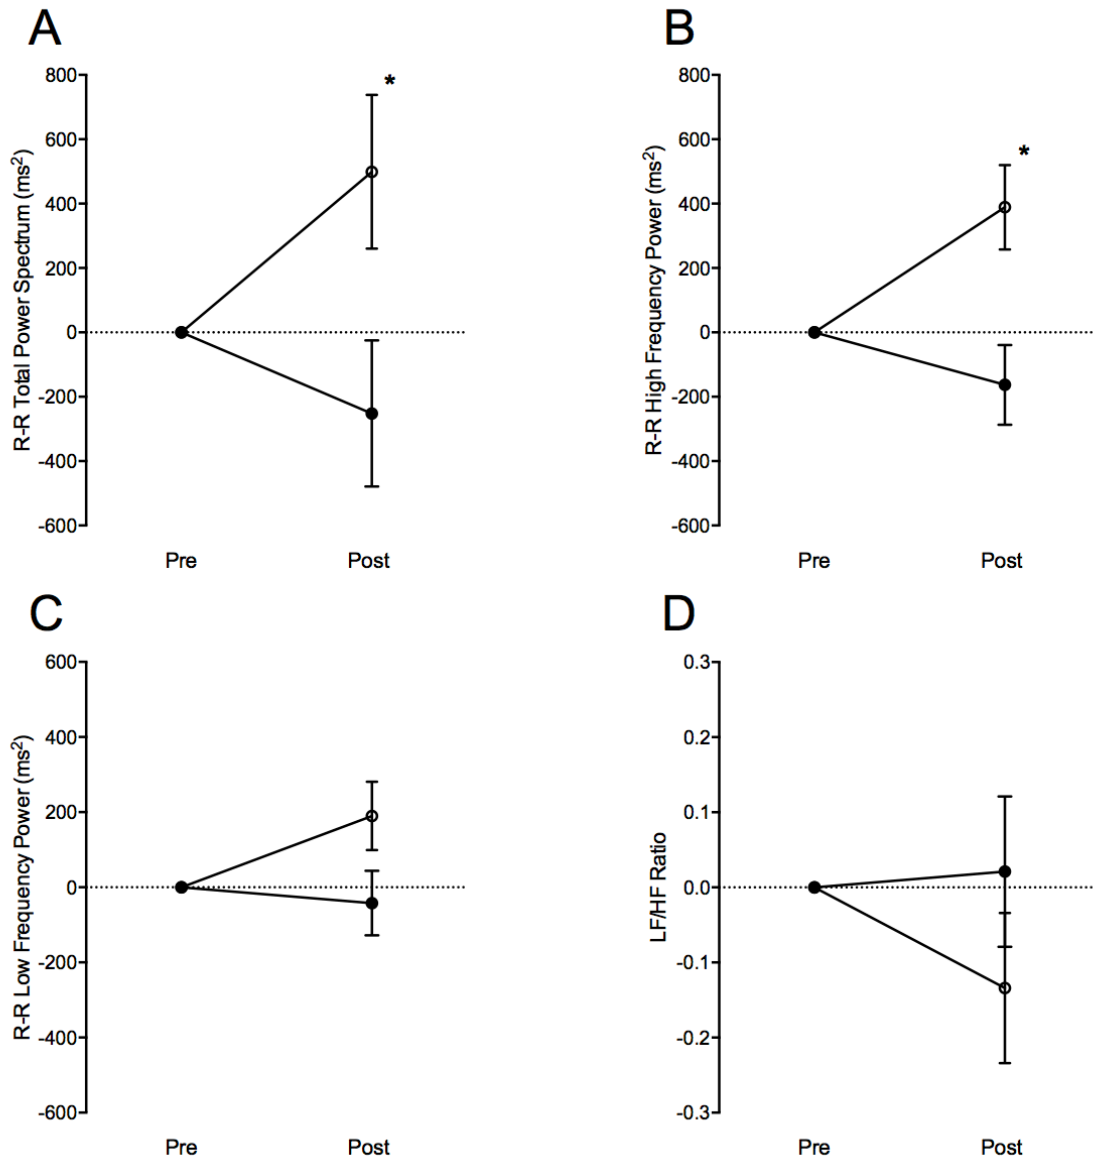 A
R-R Total Power Spectrum (ms²)
800
*
600
400
200
0
-200
-400
-600
Pre
Post
B
R-R High Frequency Power (ms²)
800
600
*
400
200
0
-200
-400
-600
Pre
Post
C
R-R Low Frequency Power (ms²)
600
400
200
0
-200
-400
-600
Pre
Post
D
LF/HF Ratio
0.3
0.2
0.1
0.0
-0.1
-0.2
-0.3
Pre
Post